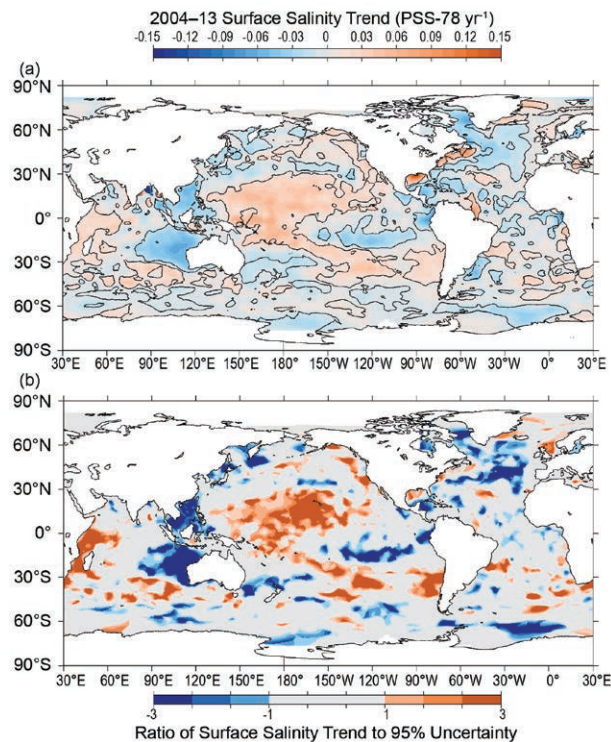 2004–13 Surface Salinity Trend (PSS-78 yr⁻¹)
-0.15 -0.12 -0.09 -0.06 -0.03 0 0.03 0.06 0.09 0.12 0.15
(a)
90°N
60°N
30°N
0°
30°S
60°S
90°S
30°E 60°E 90°E 120°E 150°E 180° 150°W 120°W 90°W 60°W 30°W 0° 30°E
(b)
90°N
60°N
30°N
0°
30°S
60°S
90°S
30°E 60°E 90°E 120°E 150°E 180° 150°W 120°W 90°W 60°W 30°W 0° 30°E
-3 -1 1 3
Ratio of Surface Salinity Trend to 95% Uncertainty